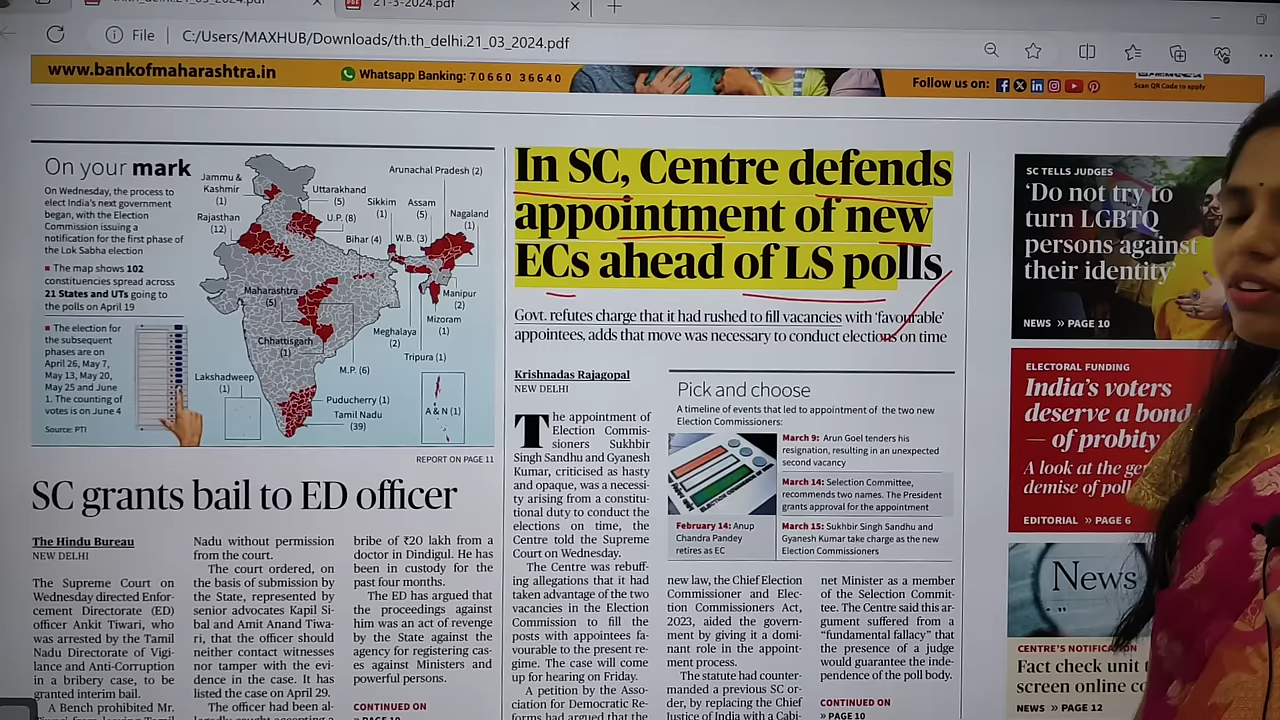 21-3-2024.pdf
File
C:/Users/MAXHUB/Downloads/th.th_delhi.21_03_2024.pdf
www.bankofmaharashtra.in
Whatsapp Banking: 70660 36640
Follow us on:
Scan QR Code to apply
On your mark
On Wednesday, the process to
elect India's next government
began, with the Election
Commission issuing a
notification for the first phase of
the Lok Sabha election
The map shows 102
constituencies spread across
21 States and UTs going to
the polls on April 19
The election for
the subsequent
phases are on
April 26, May 7,
May 13, May 20,
May 25 and June
1. The counting of
votes is on June 4
Source: PTI
Jammu &
Kashmir
(1)
Rajasthan
(12)
Uttarakhand
(5)
U.P. (8)
Bihar (4)
Sikkim
(1)
W.B. (3)
Arunachal Pradesh (2)
Assam
(5)
Nagaland
(1)
Manipur
(2)
Mizoram
(1)
Tripura (1)
Meghalaya
(2)
Maharashtra
(5)
Chhattisgarh
(1)
M.P. (6)
Lakshadweep
(1)
Puducherry (1)
Tamil Nadu
(39)
A & N (1)
REPORT ON PAGE 11
SC grants bail to ED officer
The Hindu Bureau
NEW DELHI
The Supreme Court on
Wednesday directed Enfor-
cement Directorate (ED)
officer Ankit Tiwari, who
was arrested by the Tamil
Nadu Directorate of Vigi-
lance and Anti-Corruption
in a bribery case, to be
granted interim bail.
A Bench prohibited Mr.
Nadu without permission
from the court.
The court ordered, on
the basis of submission by
the State, represented by
senior advocates Kapil Si-
bal and Amit Anand Tiwa-
ri, that the officer should
neither contact witnesses
nor tamper with the evi-
dence in the case. It has
listed the case on April 29.
The officer had been al-
bribe of ₹20 lakh from a
doctor in Dindigul. He has
been in custody for the
past four months.
The ED has argued that
the proceedings against
him was an act of revenge
by the State against the
agency for registering cas-
es against Ministers and
powerful persons.
CONTINUED ON
In SC, Centre defends
appointment of new
ECs ahead of LS polls
Govt. refutes charge that it had rushed to fill vacancies with ‘favourable’
appointees, adds that move was necessary to conduct elections on time
Krishnadas Rajagopal
NEW DELHI
The appointment of
Election Commis-
sioners Sukhbir
Singh Sandhu and Gyanesh
Kumar, criticised as hasty
and opaque, was a necessi-
ty arising from a constitu-
tional duty to conduct the
elections on time, the
Centre told the Supreme
Court on Wednesday.
The Centre was rebuff-
ing allegations that it had
taken advantage of the two
vacancies in the Election
Commission to fill the
posts with appointees fa-
vourable to the present re-
gime. The case will come
up for hearing on Friday.
A petition by the Asso-
ciation for Democratic Re-
forms had argued that the
Pick and choose
A timeline of events that led to appointment of the two new
Election Commissioners:
February 14: Anup
Chandra Pandey
retires as EC
March 9: Arun Goel tenders his
resignation, resulting in an unexpected
second vacancy
March 14: Selection Committee,
recommends two names. The President
grants approval for the appointment
March 15: Sukhbir Singh Sandhu and
Gyanesh Kumar take charge as the new
Election Commissioners
new law, the Chief Election
Commissioner and Elec-
tion Commissioners Act,
2023, aided the govern-
ment by giving it a domi-
nant role in the appoint-
ment process.
The statute had counter-
manded a previous SC or-
der, by replacing the Chief
Justice of India with a Cabi-
net Minister as a member
of the Selection Commit-
tee. The Centre said this ar-
gument suffered from a
“fundamental fallacy” that
the presence of a judge
would guarantee the inde-
pendence of the poll body.
CONTINUED ON
» PAGE 10
SC TELLS JUDGES
‘Do not try to
turn LGBTQ
persons against
their identity’
NEWS » PAGE 10
ELECTORAL FUNDING
India's voters
deserve a bond
— of probity
A look at the
demise of poll
EDITORIAL » PAGE 6
News
CENTRE'S NOTIFICATION
Fact check unit
screen online
NEWS » PAGE 12